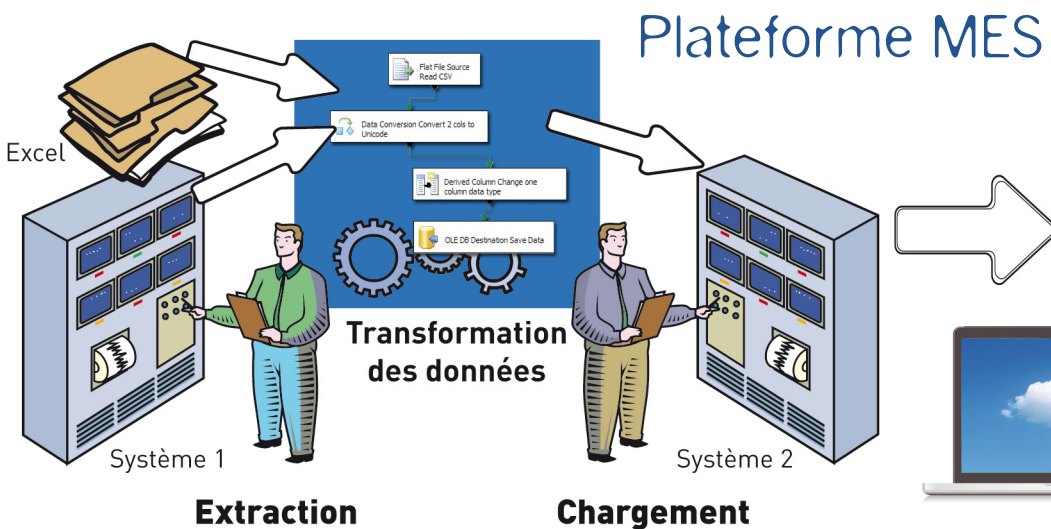 Plateforme MES
Flat File Source
Read CSV
Data Conversion Convert 2 cols to
Unicode
Excel
Derived Column Change one
column data type
OLE DB Destination Save Data
Transformation
des données
Système 1
Système 2
Extraction
Chargement